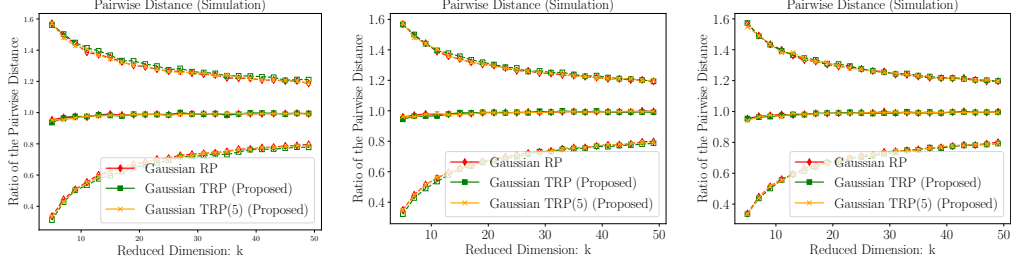 Pairwise Distance (Simulation)
Ratio of the Pairwise Distance
1.6
1.4
1.2
1.0
0.8
0.6
0.4
Gaussian RP
Gaussian TRP (Proposed)
Gaussian TRP(5) (Proposed)
10
20
30
40
50
Reduced Dimension: k
Pairwise Distance (Simulation)
Ratio of the Pairwise Distance
1.6
1.4
1.2
1.0
0.8
0.6
0.4
Gaussian RP
Gaussian TRP (Proposed)
Gaussian TRP(5) (Proposed)
10
20
30
40
50
Reduced Dimension: k
Pairwise Distance (Simulation)
Ratio of the Pairwise Distance
1.6
1.4
1.2
1.0
0.8
0.6
0.4
Gaussian RP
Gaussian TRP (Proposed)
Gaussian TRP(5) (Proposed)
10
20
30
40
50
Reduced Dimension: k